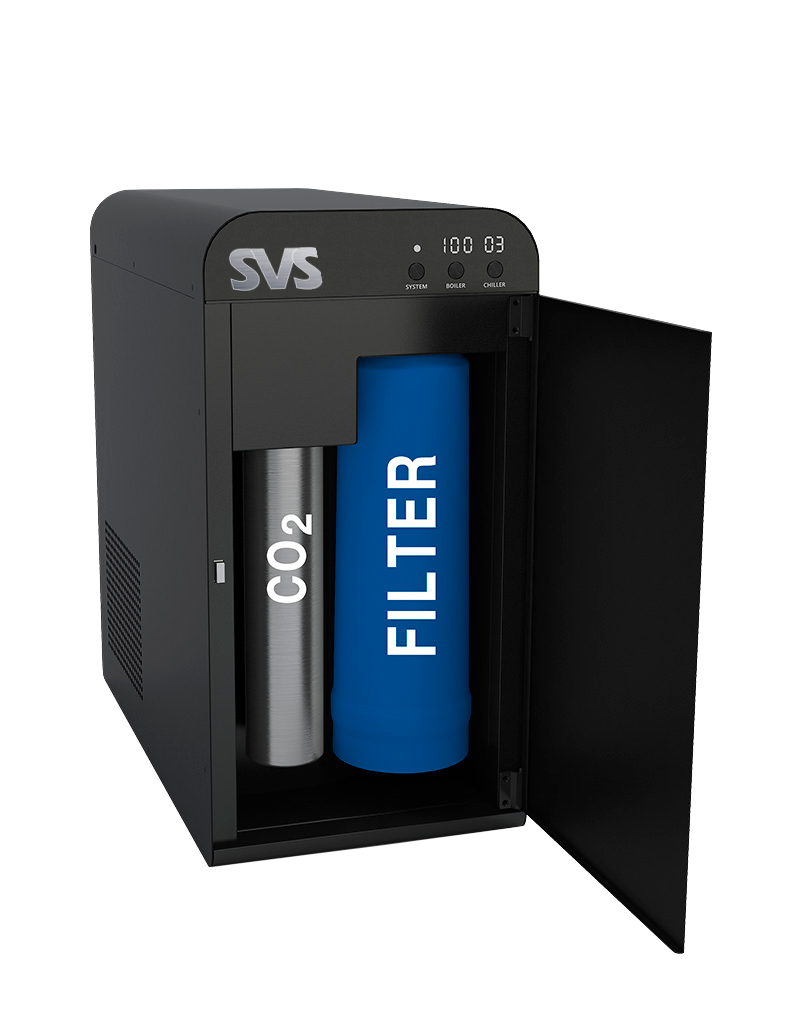 SVS
100 03
SYSTEM BOILER CHILLER
CO₂
FILTER